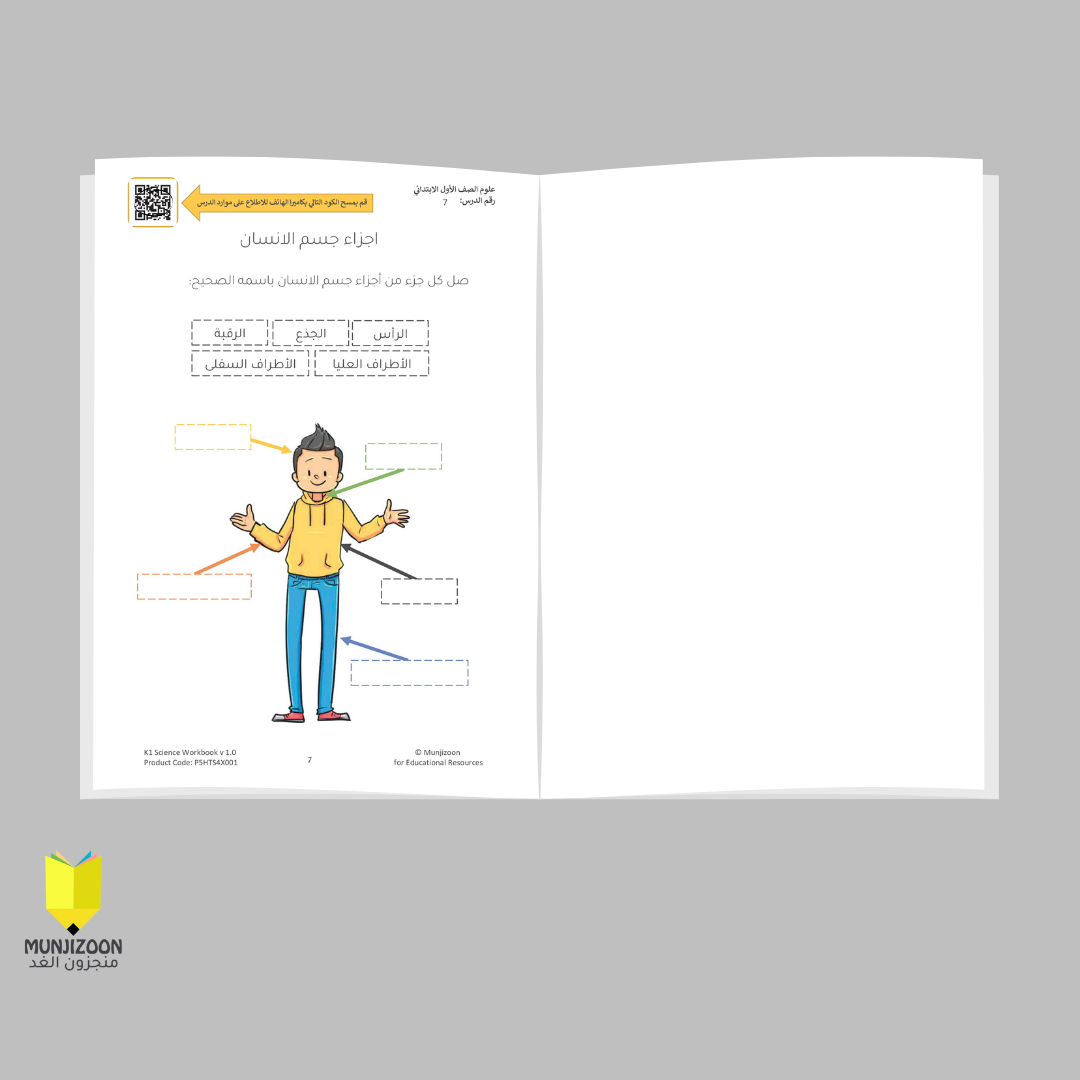 علوم الصف الأول الابتدائي
رقم الدرس: 7
قم بمسح الكود التالي بكاميرا الهاتف للاطلاع على موارد الدرس
اجزاء جسم الانسان
صل كل جزء من أجزاء جسم الانسان باسمه الصحيح:
الرأس الجذع الرقبة
الأطراف العليا الأطراف السفلى
K1 Science Workbook v 1.0
Product Code: P5HTS4X001
7
© Munjizoon
for Educational Resources
MUNJIZOON
منجزون الغد